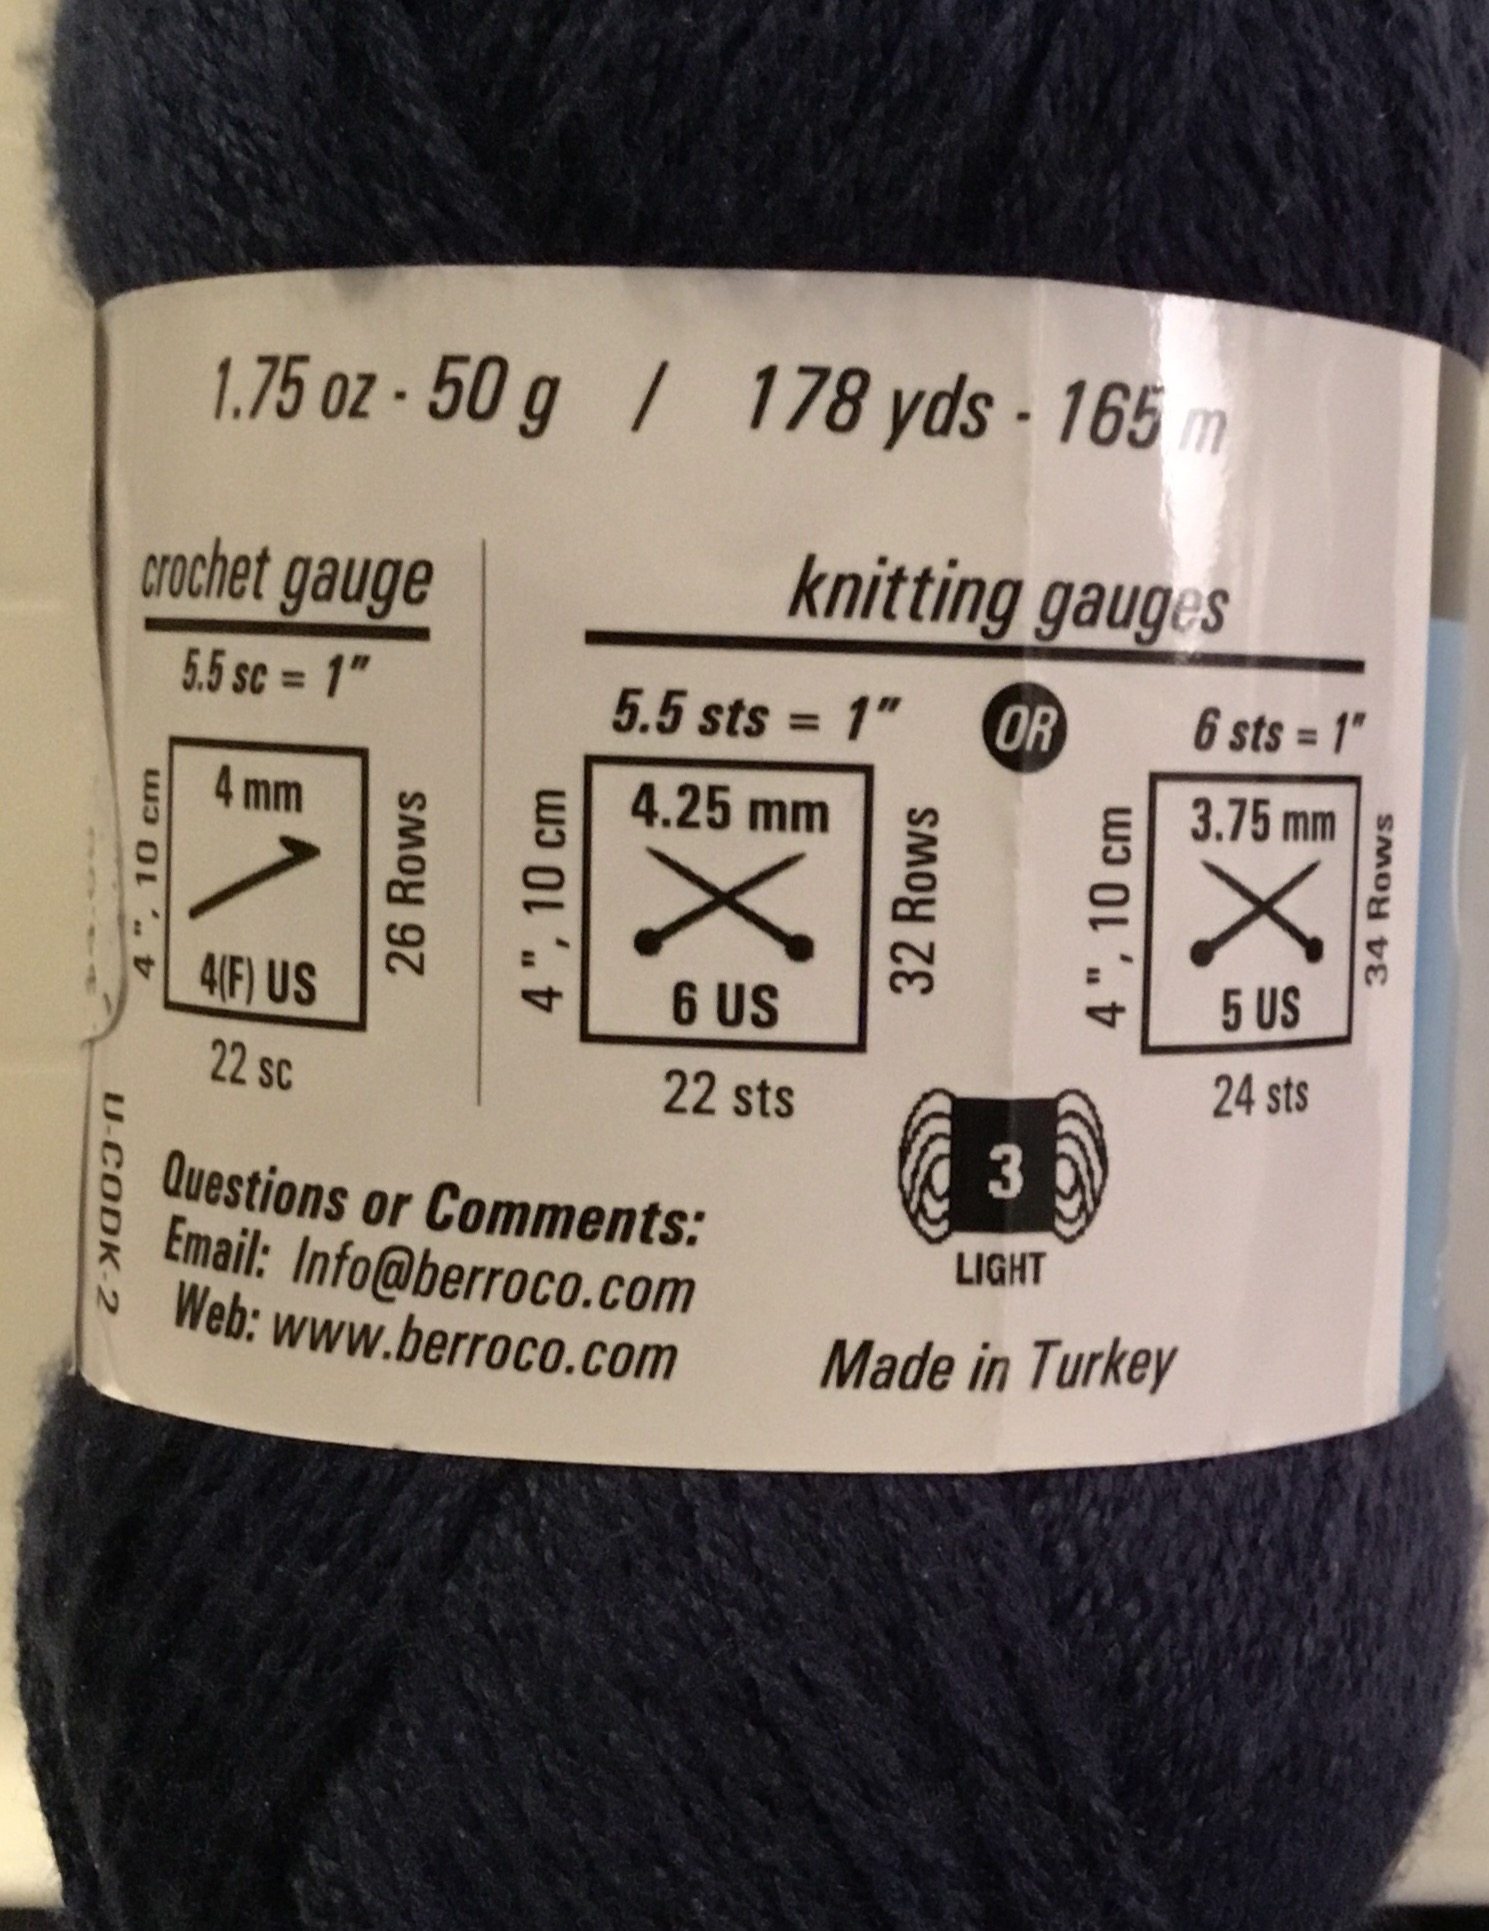 1.75 oz - 50 g / 178 yds - 165 m
crochet gauge
5.5 sc = 1"
4 ", 10 cm
4 mm
4(F) US
26 Rows
22 sc
knitting gauges
5.5 sts = 1"
4 ", 10 cm
4.25 mm
6 US
32 Rows
22 sts
OR
6 sts = 1"
4 ", 10 cm
3.75 mm
5 US
34 Rows
24 sts
U-CODK-2
Questions or Comments:
Email: Info@berroco.com
Web: www.berroco.com
3
LIGHT
Made in Turkey